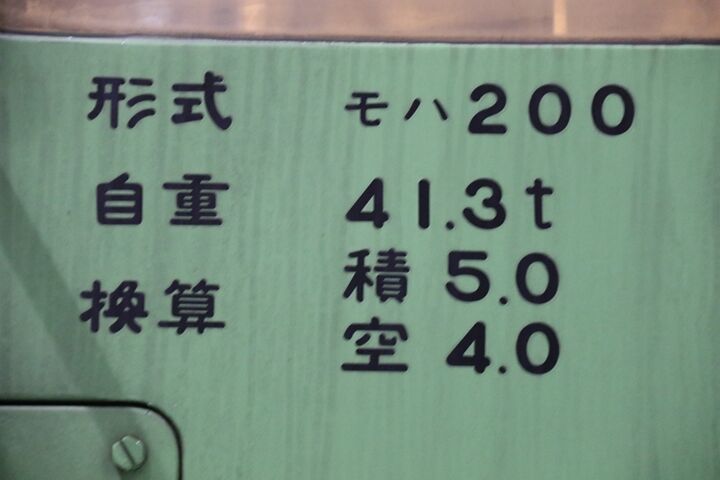 形式 モハ200
自重 41.3t
換算 積 5.0
空 4.0